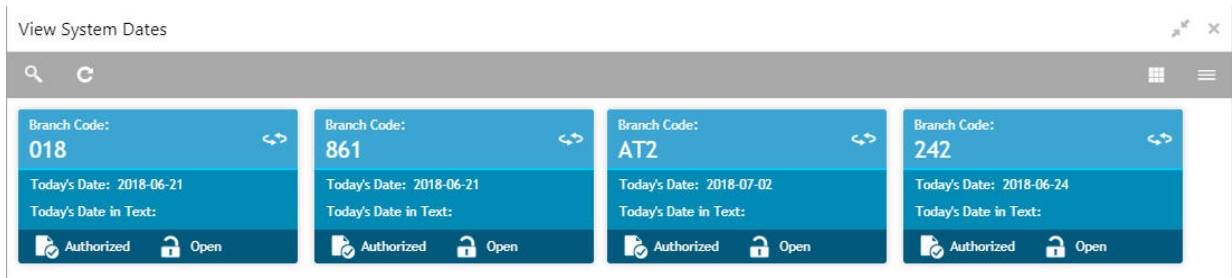 View System Dates
Branch Code:
018
Today's Date: 2018-06-21
Today's Date in Text:
Authorized Open
Branch Code:
861
Today's Date: 2018-06-21
Today's Date in Text:
Authorized Open
Branch Code:
AT2
Today's Date: 2018-07-02
Today's Date in Text:
Authorized Open
Branch Code:
242
Today's Date: 2018-06-24
Today's Date in Text:
Authorized Open